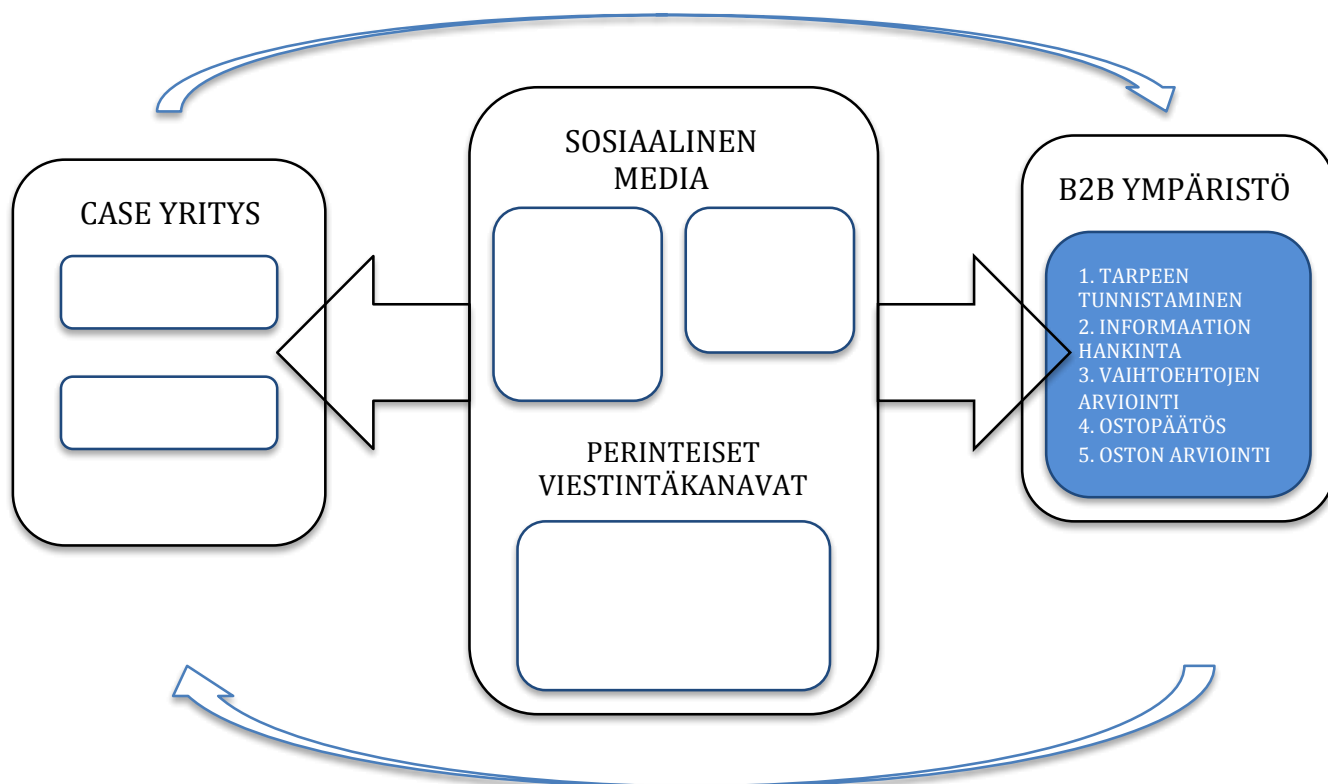 CASE YRITYS
SOSIAALINEN
MEDIA
PERINTEISET
VIESTINTÄKANAVAT
B2B YMPÄRISTÖ
1. TARPEEN
TUNNISTAMINEN
2. INFORMAATION
HANKINTA
3. VAIHTOEHTOJEN
ARVIOINTI
4. OSTOPÄÄTÖS
5. OSTON ARVIOINTI